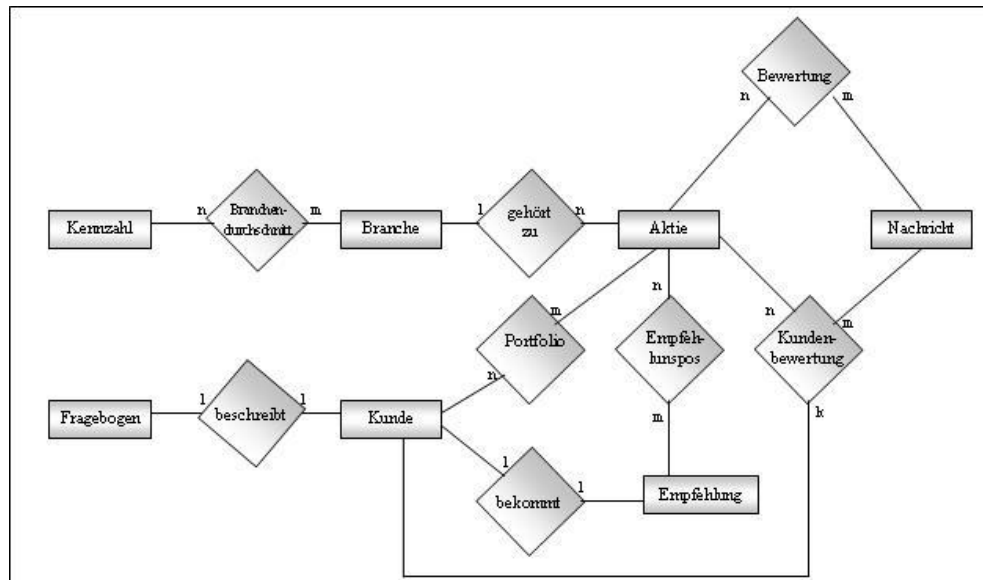 Bewertung
n
m
Kennzahl
n
Branchen-
durchschnitt
m
Branche
1
gehört
zu
n
Aktie
Nachricht
m
n
n
m
Portfolio
Empfeh-
lunspos
Kunden-
bewertung
n
Fragebogen
1
beschreibt
1
Kunde
m
k
1
bekommt
1
Empfehlung